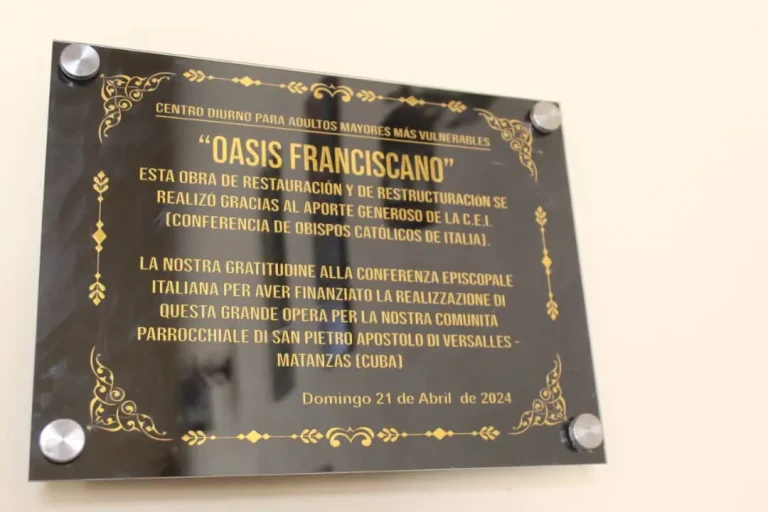 CENTRO DIURNO PARA ADULTOS MAYORES MÁS VULNERABLES
“OASIS FRANCISCANO”
ESTA OBRA DE RESTAURACIÓN Y DE RESTRUCTURACIÓN SE
REALIZÓ GRACIAS AL APORTE GENEROSO DE LA C.E.I.
(CONFERENCIA DE OBISPOS CATÓLICOS DE ITALIA).
LA NOSTRA GRATITUDINE ALLA CONFERENZA EPISCOPALE
ITALIANA PER AVER FINANZIATO LA REALIZZAZIONE DI
QUESTA GRANDE OPERA PER LA NOSTRA COMUNITÁ
PARROCCHIALE DI SAN PIETRO APOSTOLO DI VERSALLES -
MATANZAS (CUBA)
Domingo 21 de Abril de 2024